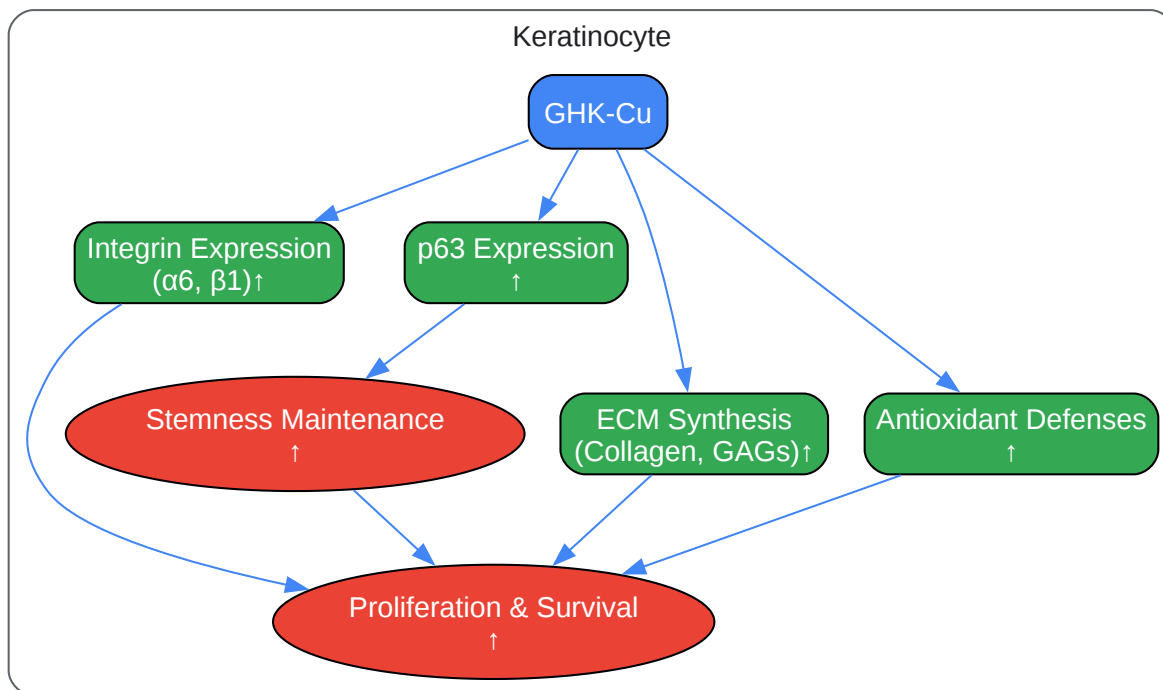 Keratinocyte
GHK-Cu
Integrin Expression
(α6, β1)↑
p63 Expression
↑
Stemness Maintenance
↑
ECM Synthesis
(Collagen, GAGs)↑
Antioxidant Defenses
↑
Proliferation & Survival
↑